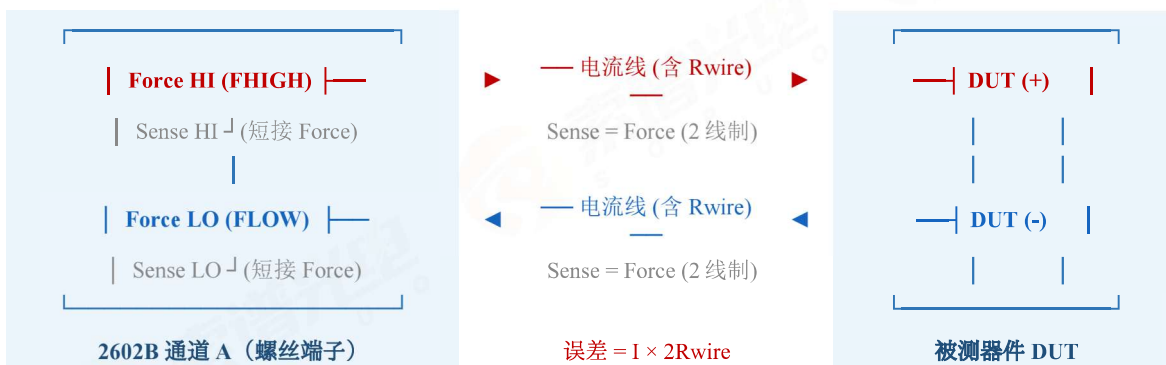 Force HI (FHIGH)
电流线 (含 Rwire)
DUT (+)
Sense HI ┘(短接 Force)
Sense = Force (2 线制)
Force LO (FLOW)
电流线 (含 Rwire)
DUT (-)
Sense LO ┘(短接 Force)
Sense = Force (2 线制)
2602B 通道 A（螺丝端子）
误差 = I × 2Rwire
被测器件 DUT